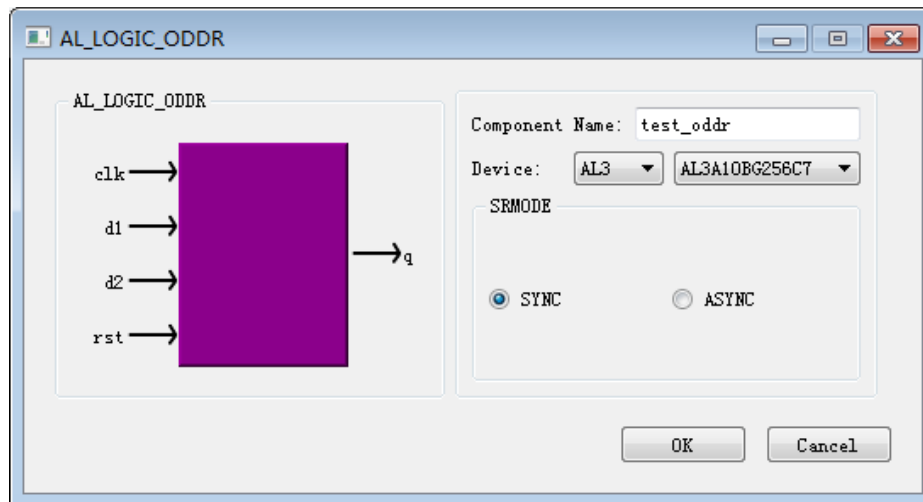 AL_LOGIC_ODDR
AL_LOGIC_ODDR
clk
d1
d2
rst
q
Component Name: test_oddr
Device: AL3 AL3A10BG256C7
SRMODE
SYNC ASYNC
OK Cancel